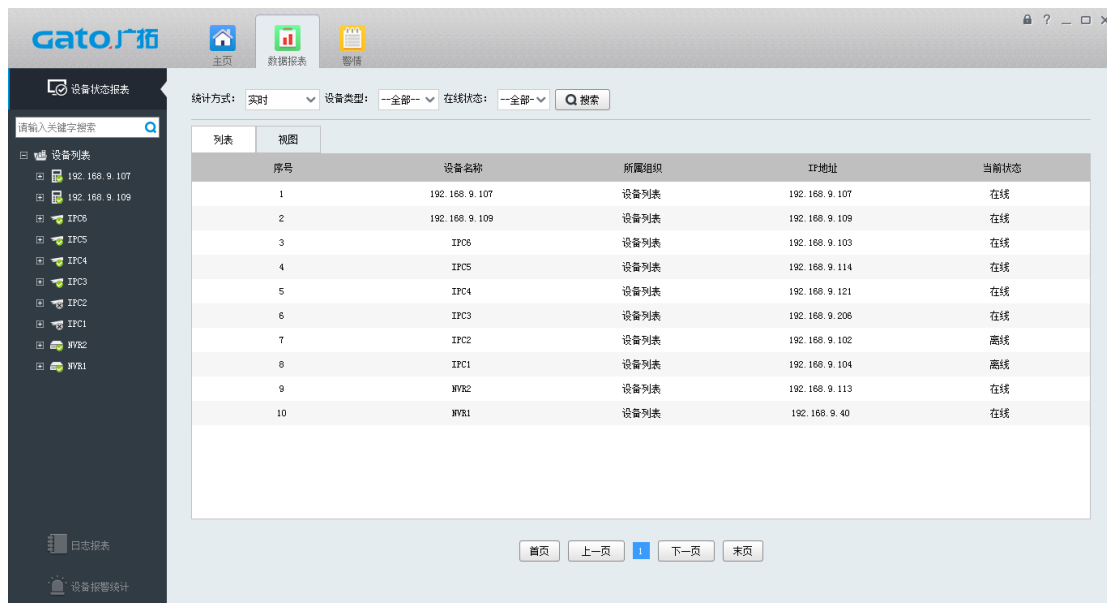 Gato广拓
主页
数据报表
警情
设备状态报表
请输入关键字搜索
设备列表
192.168.9.107
192.168.9.109
IPC6
IPC5
IPC4
IPC3
IPC2
IPC1
NVR2
NVR1
日志报表
设备报警统计
统计方式: 实时 设备类型: --全部-- 在线状态: --全部- 搜索
列表 视图
序号 设备名称 所属组织 IP地址 当前状态
1 192.168.9.107 设备列表 192.168.9.107 在线
2 192.168.9.109 设备列表 192.168.9.109 在线
3 IPC6 设备列表 192.168.9.103 在线
4 IPC5 设备列表 192.168.9.114 在线
5 IPC4 设备列表 192.168.9.121 在线
6 IPC3 设备列表 192.168.9.206 在线
7 IPC2 设备列表 192.168.9.102 离线
8 IPC1 设备列表 192.168.9.104 离线
9 NVR2 设备列表 192.168.9.113 在线
10 NVR1 设备列表 192.168.9.40 在线
首页 上一页 1 下一页 末页